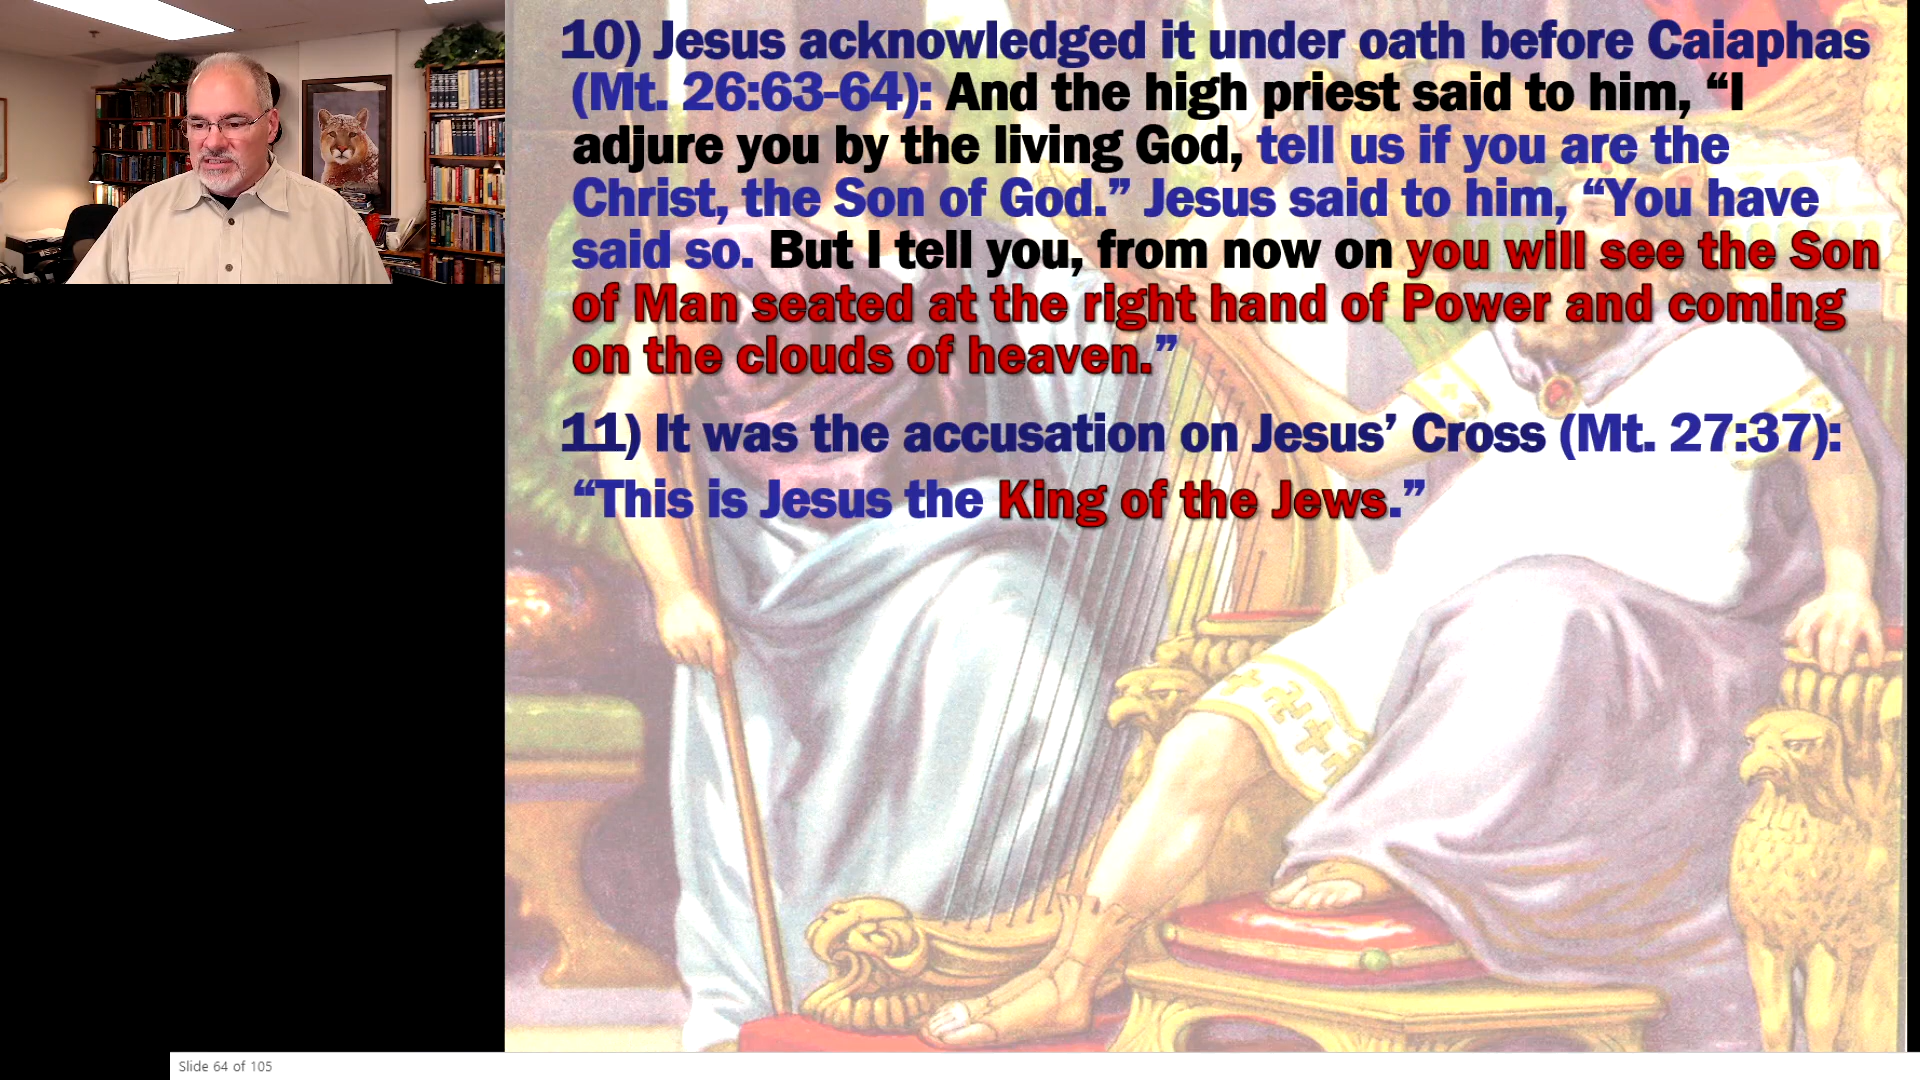 10) Jesus acknowledged it under oath before Caiaphas
(Mt. 26:63-64): And the high priest said to him, “I
adjure you by the living God, tell us if you are the
Christ, the Son of God.” Jesus said to him, “You have
said so. But I tell you, from now on you will see the Son
of Man seated at the right hand of Power and coming
on the clouds of heaven.”
11) It was the accusation on Jesus’ Cross (Mt. 27:37):
“This is Jesus the King of the Jews.”
Slide 64 of 105